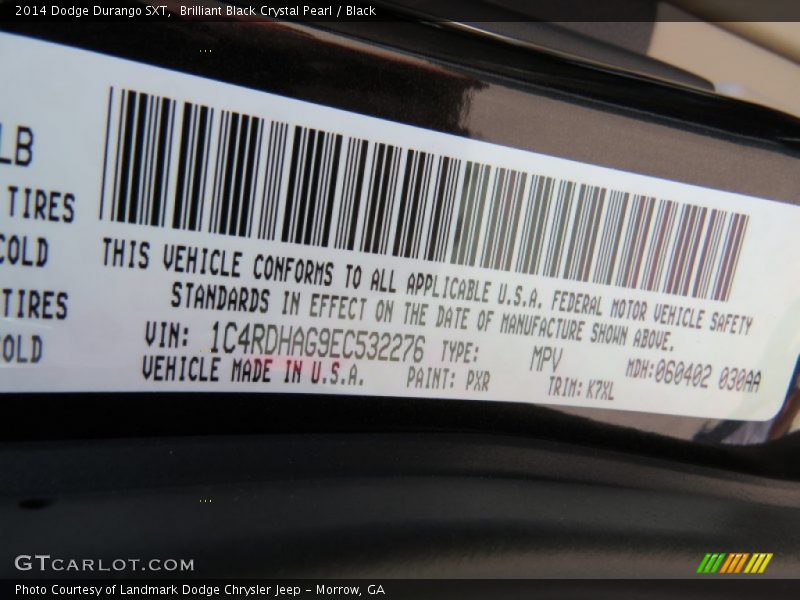 2014 Dodge Durango SXT, Brilliant Black Crystal Pearl / Black
LB
TIRES
COLD
TIRES
COLD
THIS VEHICLE CONFORMS TO ALL APPLICABLE U.S.A. FEDERAL MOTOR VEHICLE SAFETY
STANDARDS IN EFFECT ON THE DATE OF MANUFACTURE SHOWN ABOVE.
VIN: 1C4RDHAG9EC532276 TYPE: MPV MDH:060402 030AA
VEHICLE MADE IN U.S.A. PAINT: PXR TRIM: K7XL
GTCARLOT.COM
Photo Courtesy of Landmark Dodge Chrysler Jeep - Morrow, GA